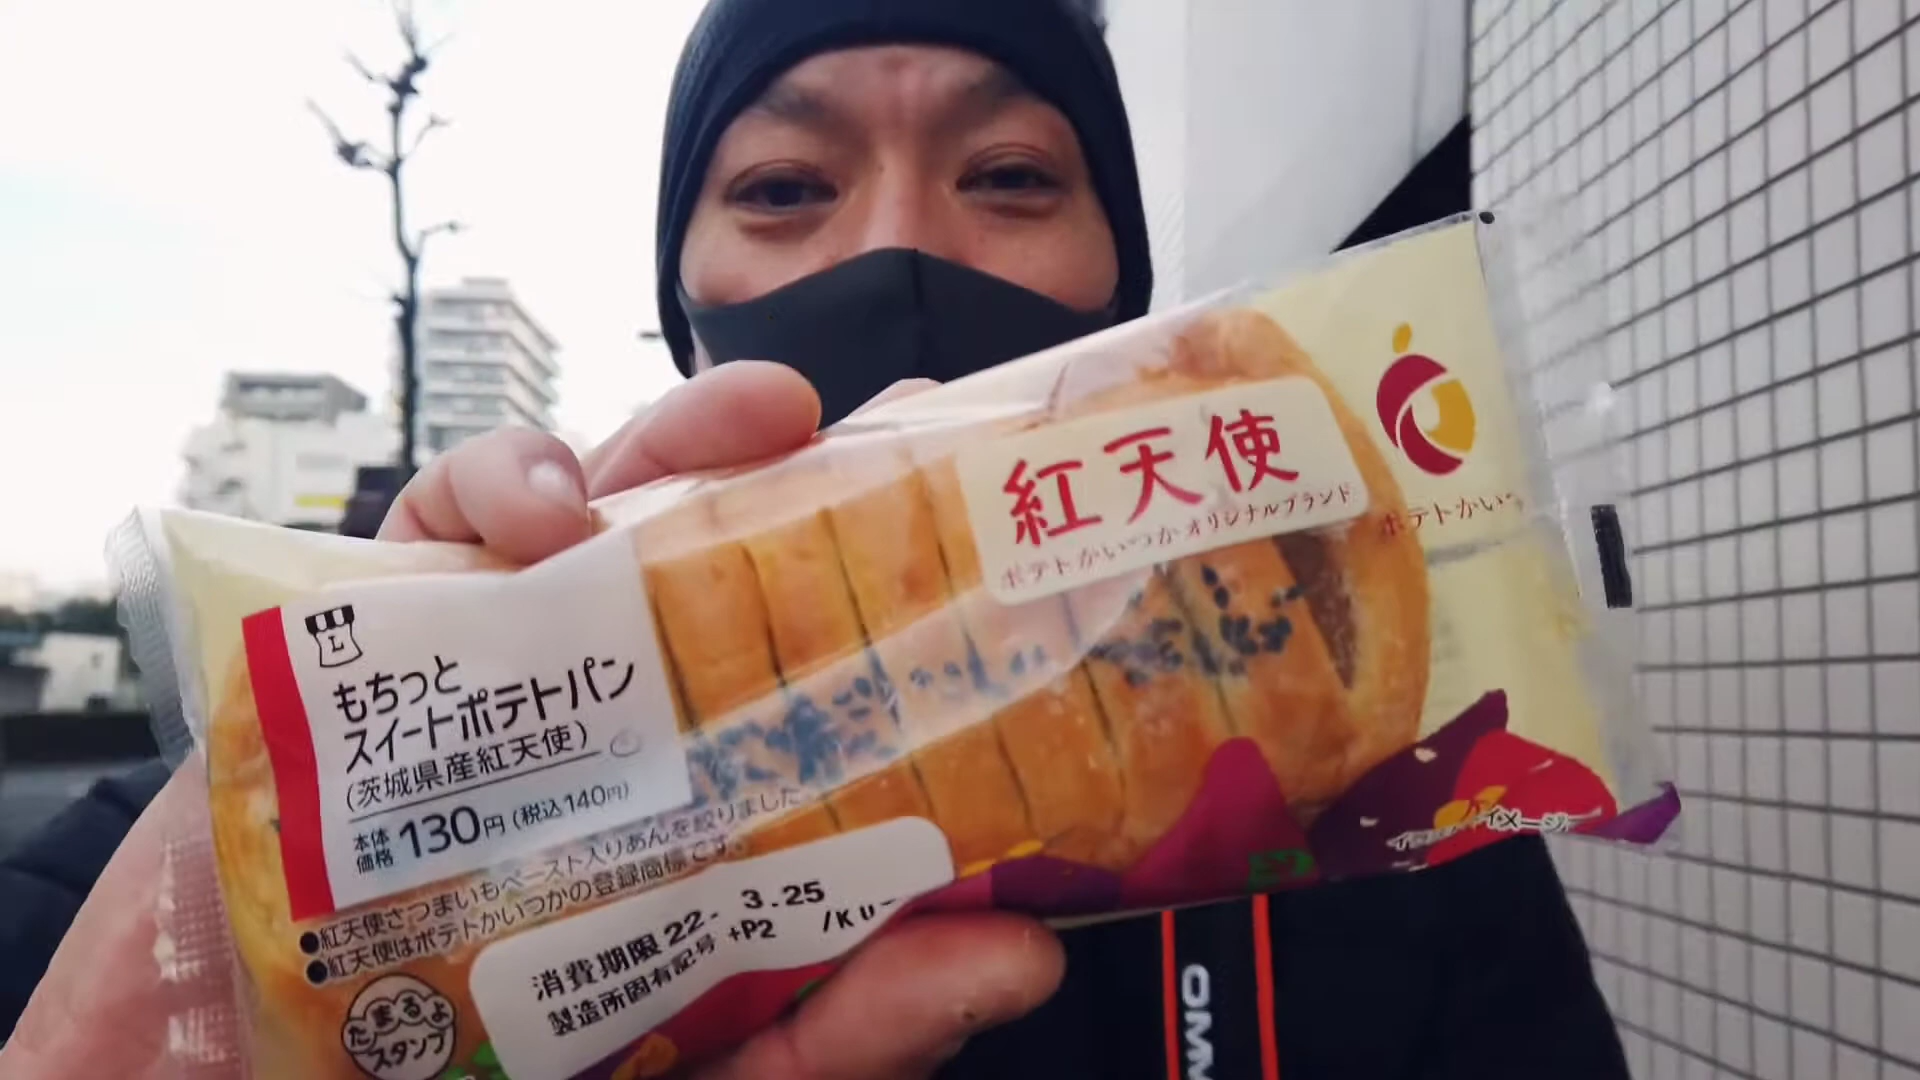 紅天使
ポテトかいつか オリジナルブランド
ポテトかいつ
L
もちっと
スイートポテトパン
(茨城県産紅天使)
本体価格 130円 (税込140円)
●紅天使さつまいもペースト入りあんを絞りました。
●紅天使はポテトかいつかの登録商標です。
消費期限 22. 3.25
製造所固有記号 +P2 /KU
たまるよ
スタンプ
イメージ